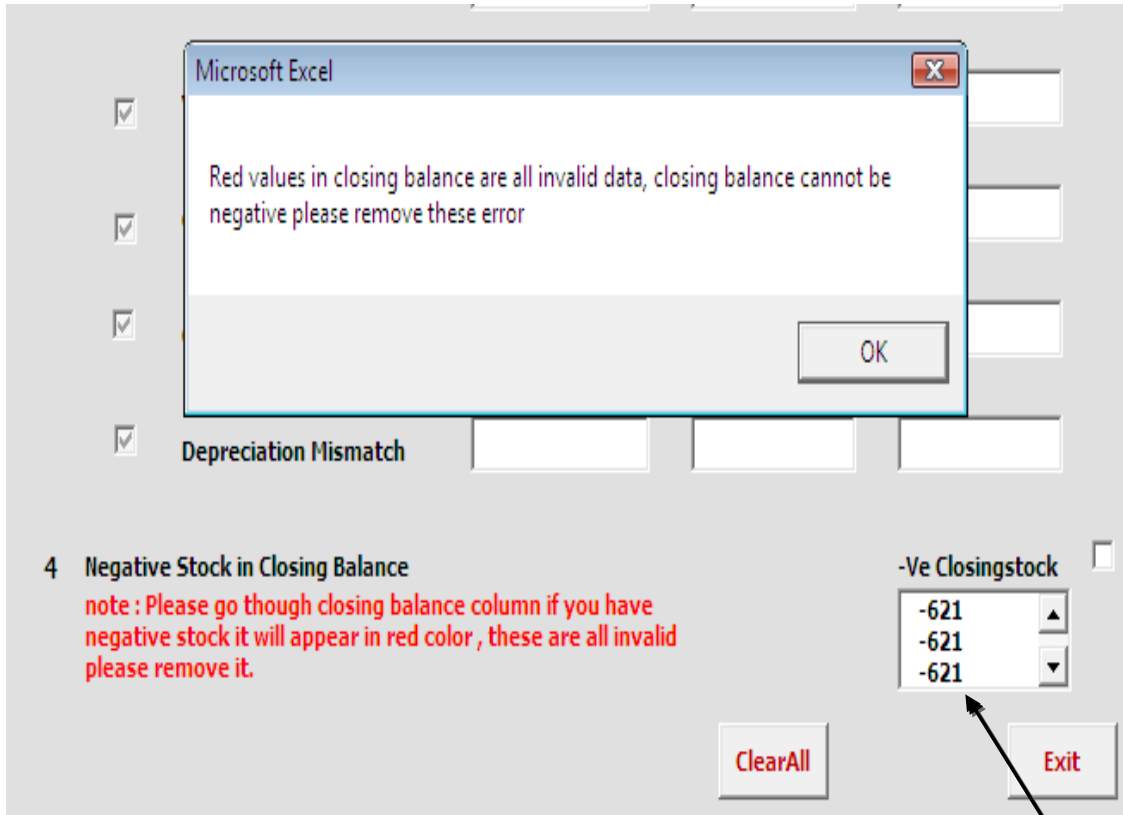 Microsoft Excel
Red values in closing balance are all invalid data, closing balance cannot be
negative please remove these error
OK
Depreciation Mismatch
4 Negative Stock in Closing Balance
-Ve Closingstock
note : Please go though closing balance column if you have
negative stock it will appear in red color , these are all invalid
please remove it.
-621
-621
-621
ClearAll
Exit